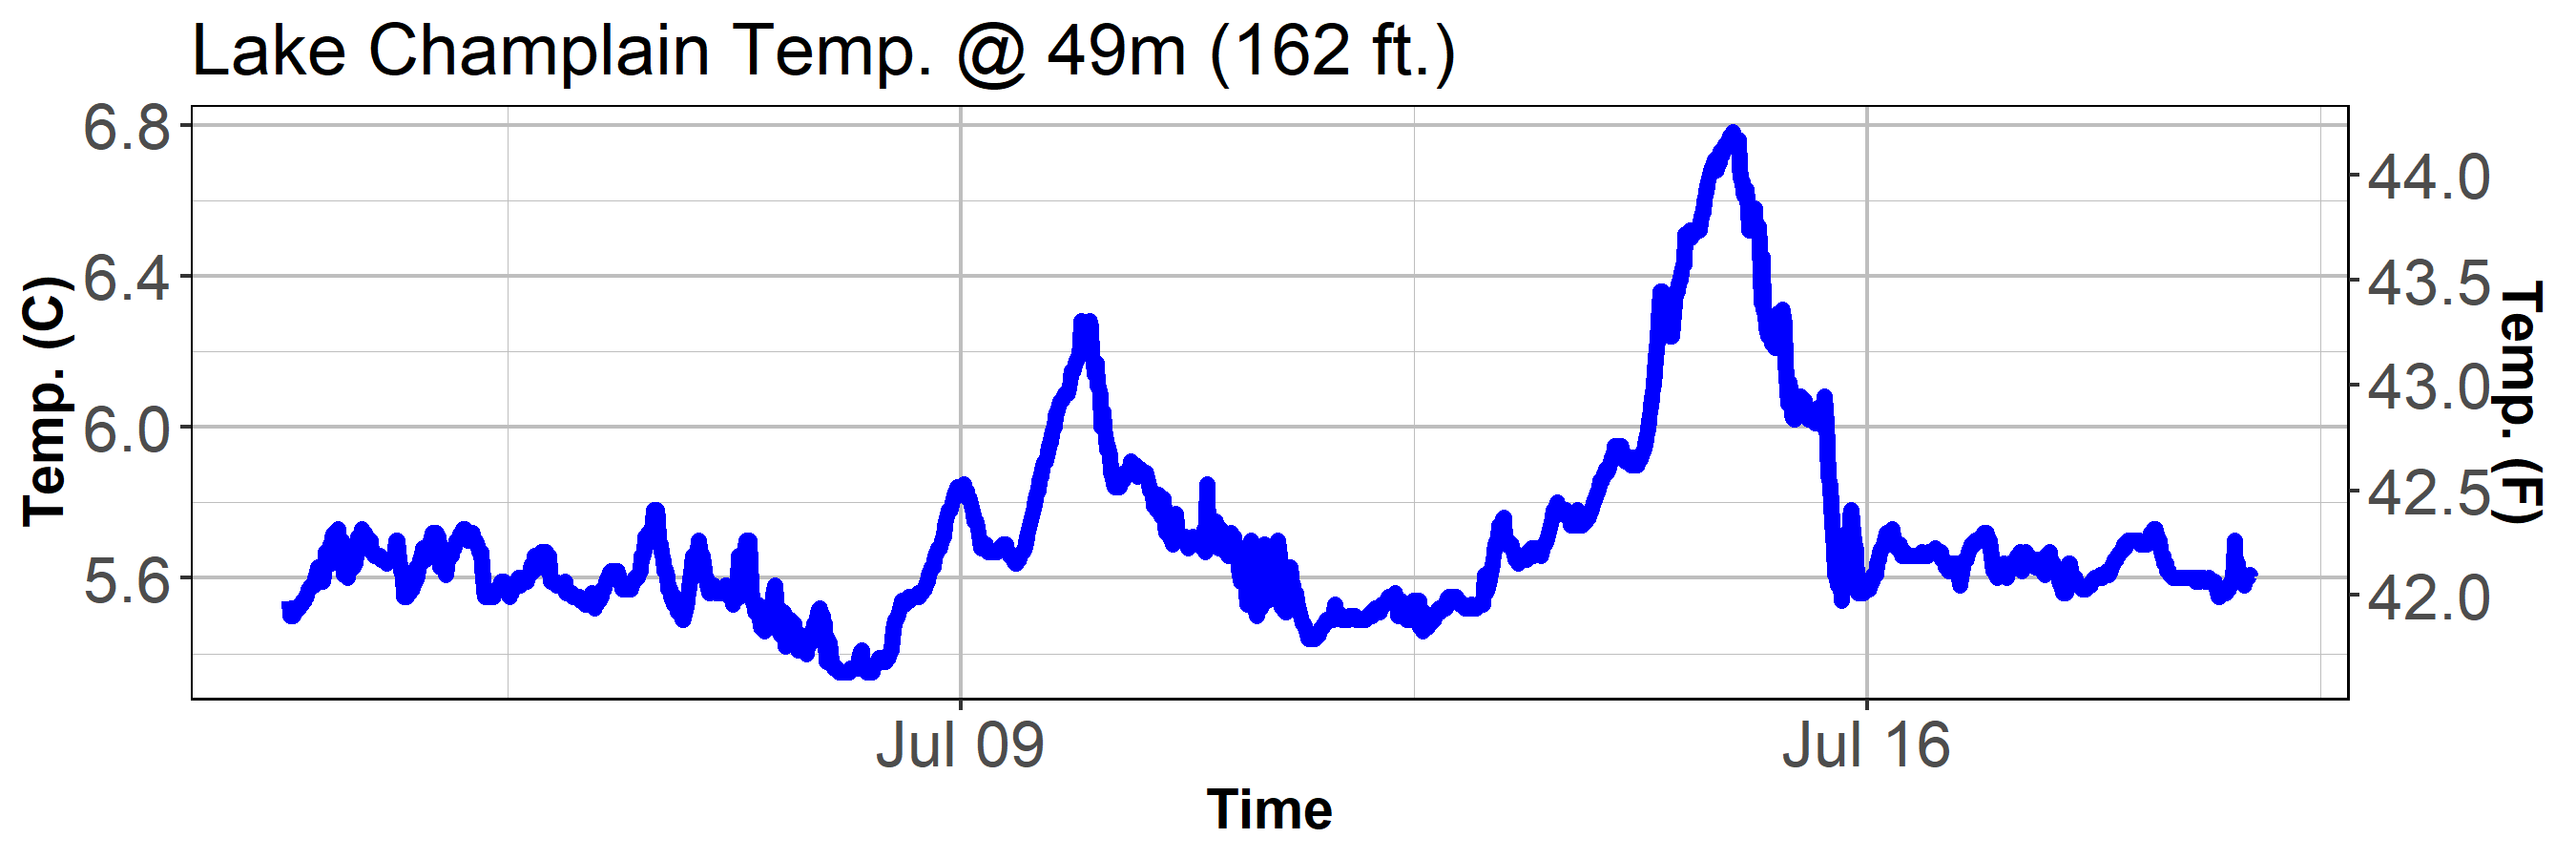 Lake Champlain Temp. @ 49m (162 ft.)
6.8
6.4
6.0
5.6
Temp. (C)
44.0
43.5
43.0
42.5
42.0
Temp. (F)
Jul 09
Jul 16
Time